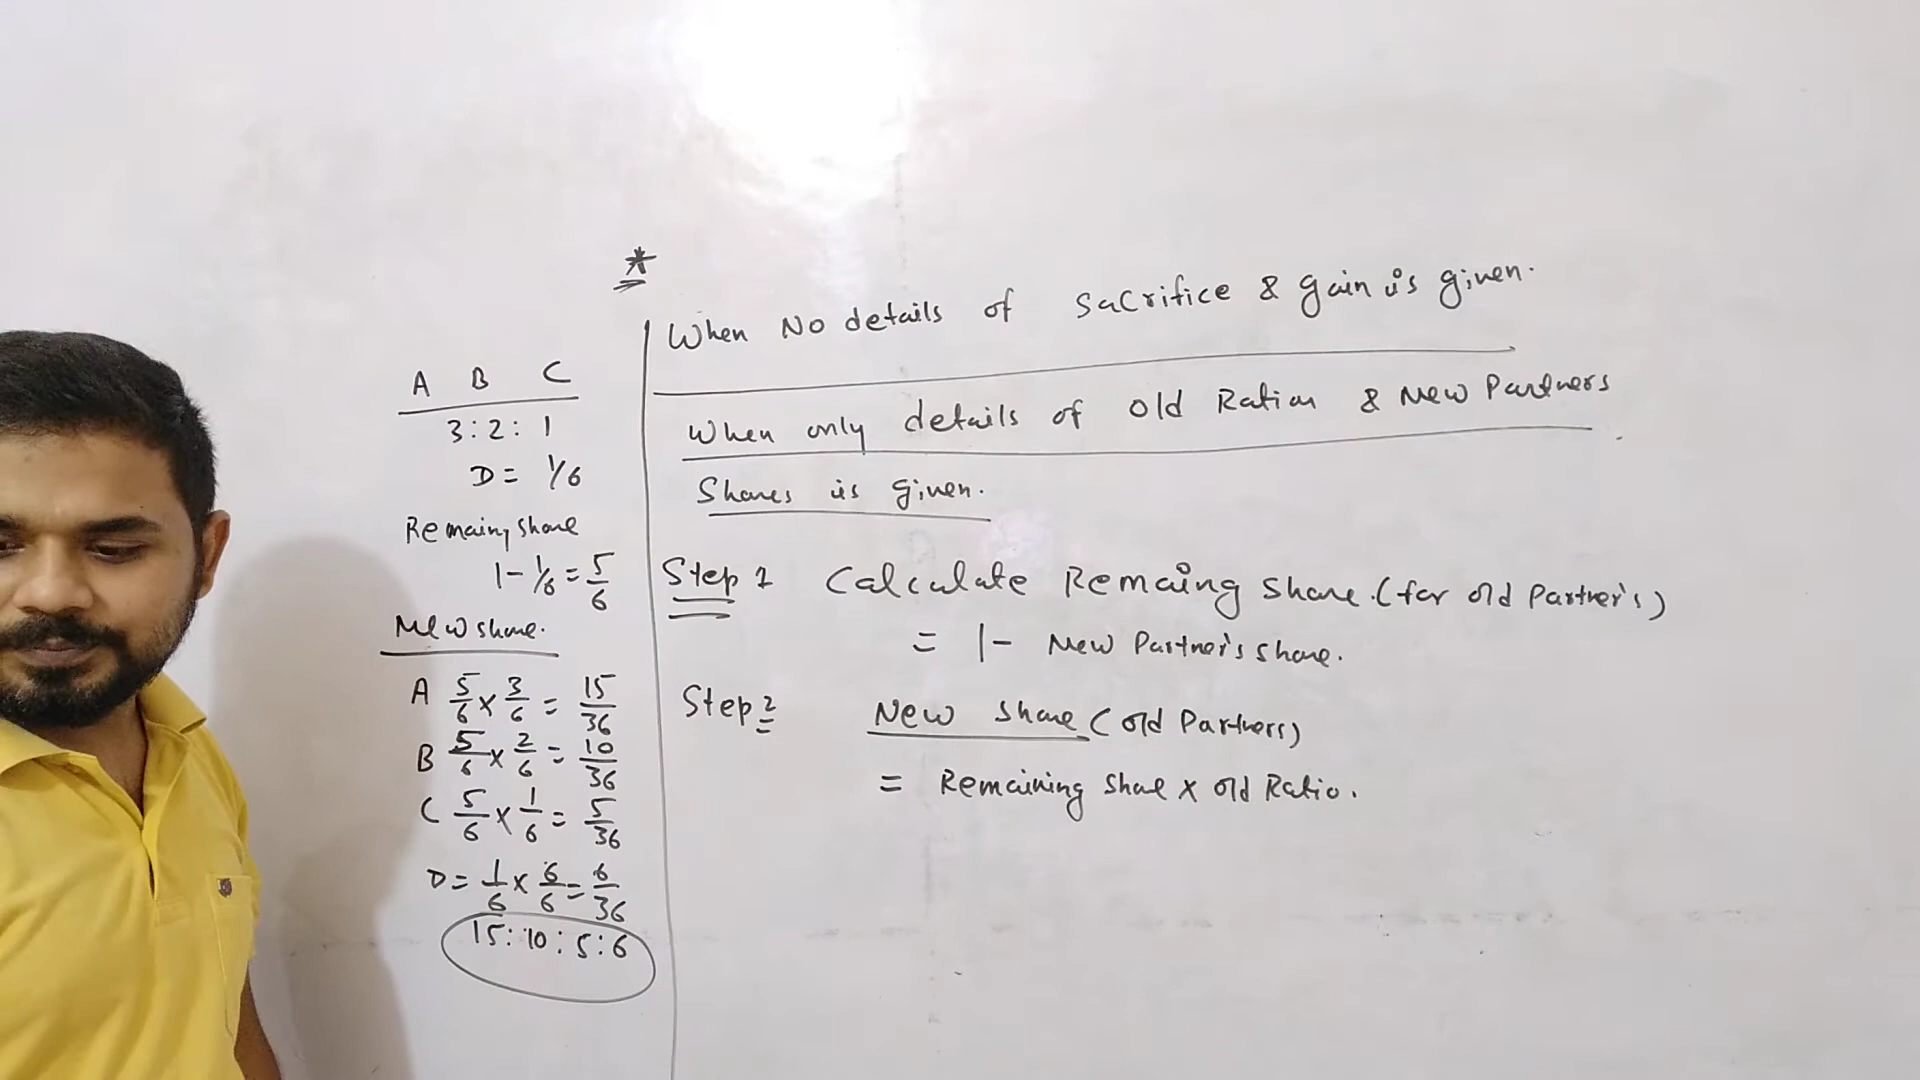 *
When No details of Sacrifice & gain is given.
When only details of old Ration & New Partners
Shares is given.
Step 1 Calculate Remaing Share. (for old Partner's)
= 1 - New Partner's share.
Step 2 New Share (old Partners)
= Remaining Share x old Ratio.
A B C
3 : 2 : 1
D = 1/6
Remaing share
1 - 1/6 = 5/6
New share.
A 5/6 x 3/6 = 15/36
B 5/6 x 2/6 = 10/36
C 5/6 x 1/6 = 5/36
D = 1/6 x 6/6 = 6/36
15 : 10 : 5 : 6